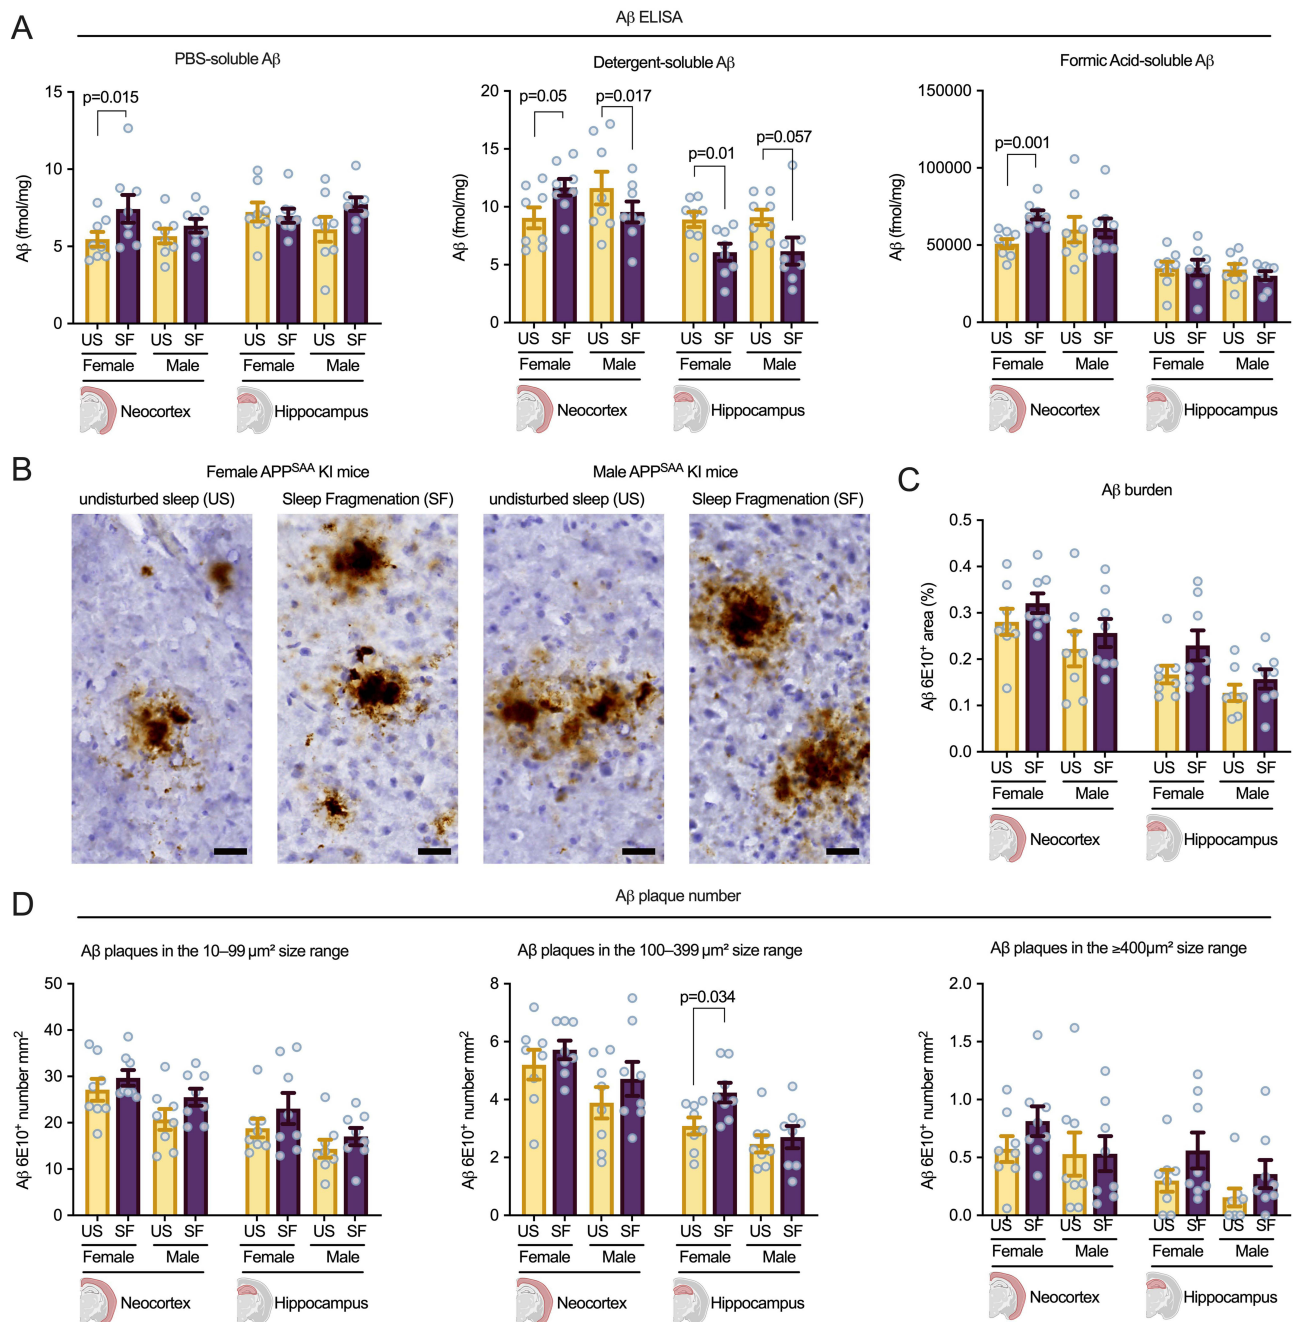 A
Aβ ELISA
PBS-soluble Aβ
Detergent-soluble Aβ
Formic Acid-soluble Aβ
Aβ (fmol/mg)
15
10
5
0
p=0.015
US SF US SF US SF US SF
Female Male Female Male
Neocortex Hippocampus
Aβ (fmol/mg)
20
15
10
5
0
p=0.05
p=0.017
p=0.01
p=0.057
US SF US SF US SF US SF
Female Male Female Male
Neocortex Hippocampus
Aβ (fmol/mg)
150000
100000
50000
0
p=0.001
US SF US SF US SF US SF
Female Male Female Male
Neocortex Hippocampus
B
Female APPSAA KI mice
Male APPSAA KI mice
undisturbed sleep (US)
Sleep Fragmenation (SF)
undisturbed sleep (US)
Sleep Fragmenation (SF)
C
Aβ burden
Aβ 6E10+ area (%)
0.5
0.4
0.3
0.2
0.1
0.0
US SF US SF US SF US SF
Female Male Female Male
Neocortex Hippocampus
D
Aβ plaque number
Aβ plaques in the 10–99 µm² size range
Aβ plaques in the 100–399 µm² size range
Aβ plaques in the ≥400µm² size range
Aβ 6E10+ number mm2
50
40
30
20
10
0
US SF US SF US SF US SF
Female Male Female Male
Neocortex Hippocampus
Aβ 6E10+ number mm2
8
6
4
2
0
p=0.034
US SF US SF US SF US SF
Female Male Female Male
Neocortex Hippocampus
Aβ 6E10+ number mm2
2.0
1.5
1.0
0.5
0.0
US SF US SF US SF US SF
Female Male Female Male
Neocortex Hippocampus